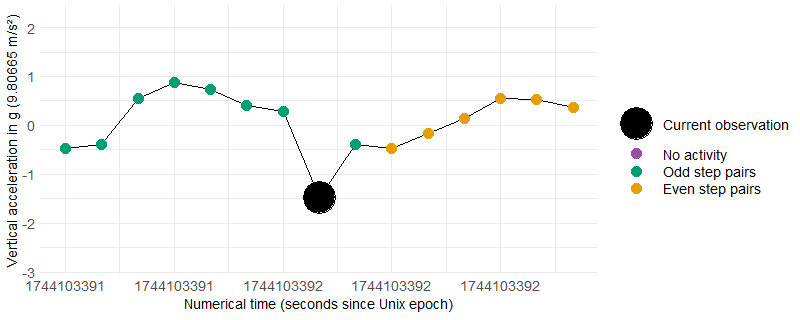 Vertical acceleration in g (9.80665 m/s²)
2
1
0
-1
-2
-3
1744103391 1744103391 1744103392 1744103392 1744103392
Numerical time (seconds since Unix epoch)
Current observation
No activity
Odd step pairs
Even step pairs